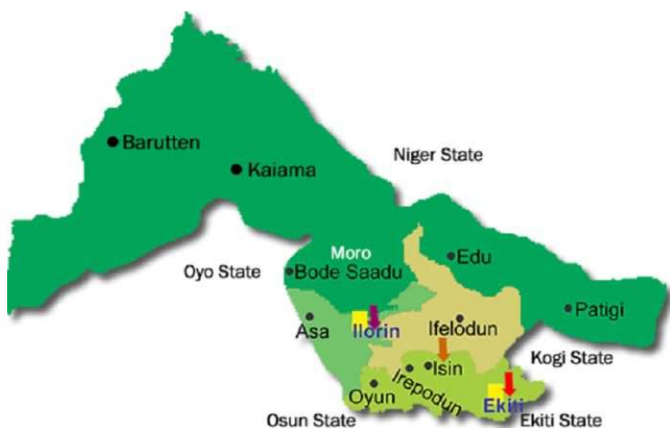 Barutten
Niger State
Kaiama
Moro
Edu
Oyo State
Bode Saadu
Patigi
Asa
Ilorin
Ifelodun
Kogi State
Isin
Irepodun
Oyun
Ekiti
Osun State
Ekiti State